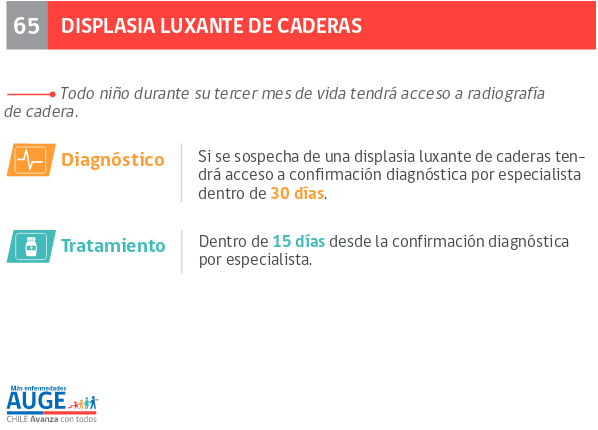 65 DISPLASIA LUXANTE DE CADERAS
Todo niño durante su tercer mes de vida tendrá acceso a radiografía
de cadera.
Diagnóstico
Si se sospecha de una displasia luxante de caderas ten-
drá acceso a confirmación diagnóstica por especialista
dentro de 30 días.
Tratamiento
Dentro de 15 días desde la confirmación diagnóstica
por especialista.
Más enfermedades
AUGE
CHILE Avanza con todos